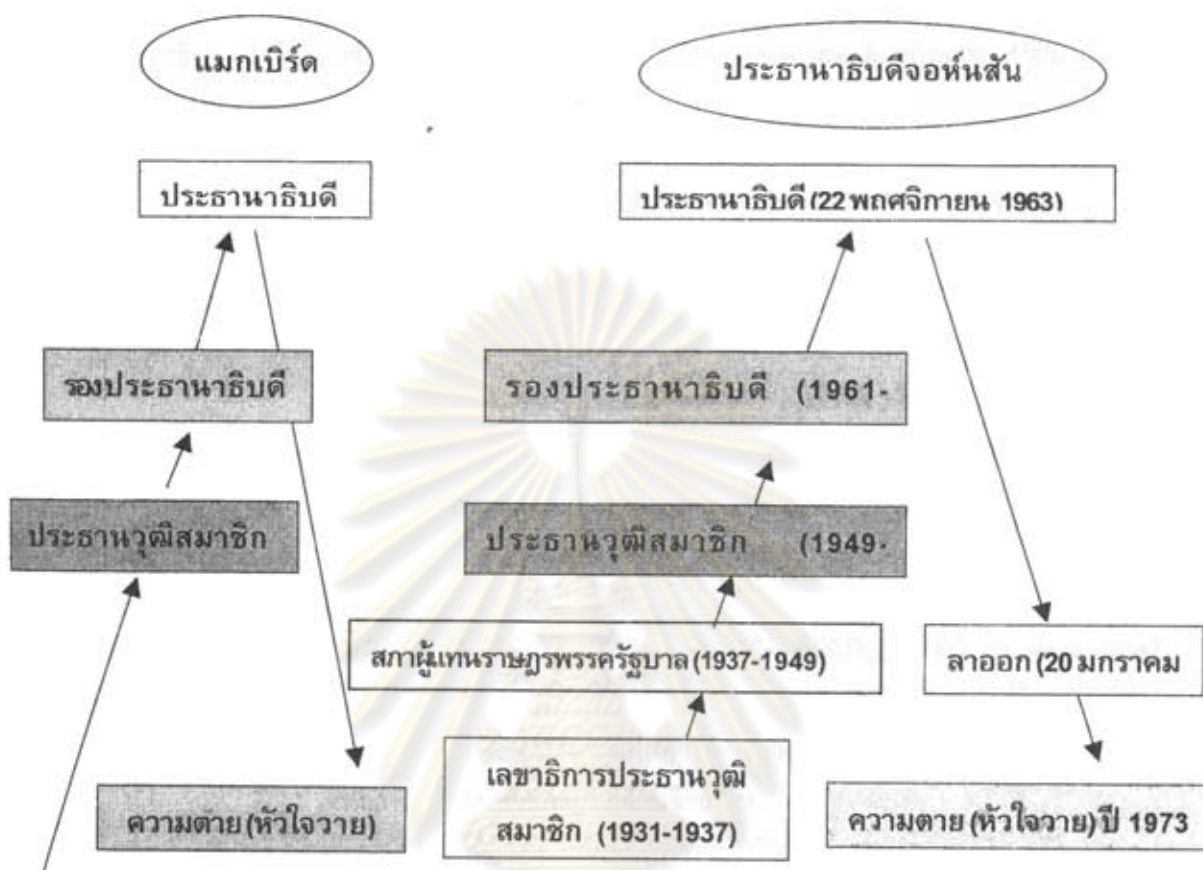 แมกเบิร์ด
ประธานาธิบดีจอห์นสัน
ประธานาธิบดี
ประธานาธิบดี (22 พฤศจิกายน 1963)
รองประธานาธิบดี
รองประธานาธิบดี (1961-
ประธานวุฒิสมาชิก
ประธานวุฒิสมาชิก (1949-
สภาผู้แทนราษฎรพรรครัฐบาล (1937-1949)
ลาออก (20 มกราคม
ความตาย (หัวใจวาย)
เลขาธิการประธานวุฒิ
สมาชิก (1931-1937)
ความตาย (หัวใจวาย) ปี 1973